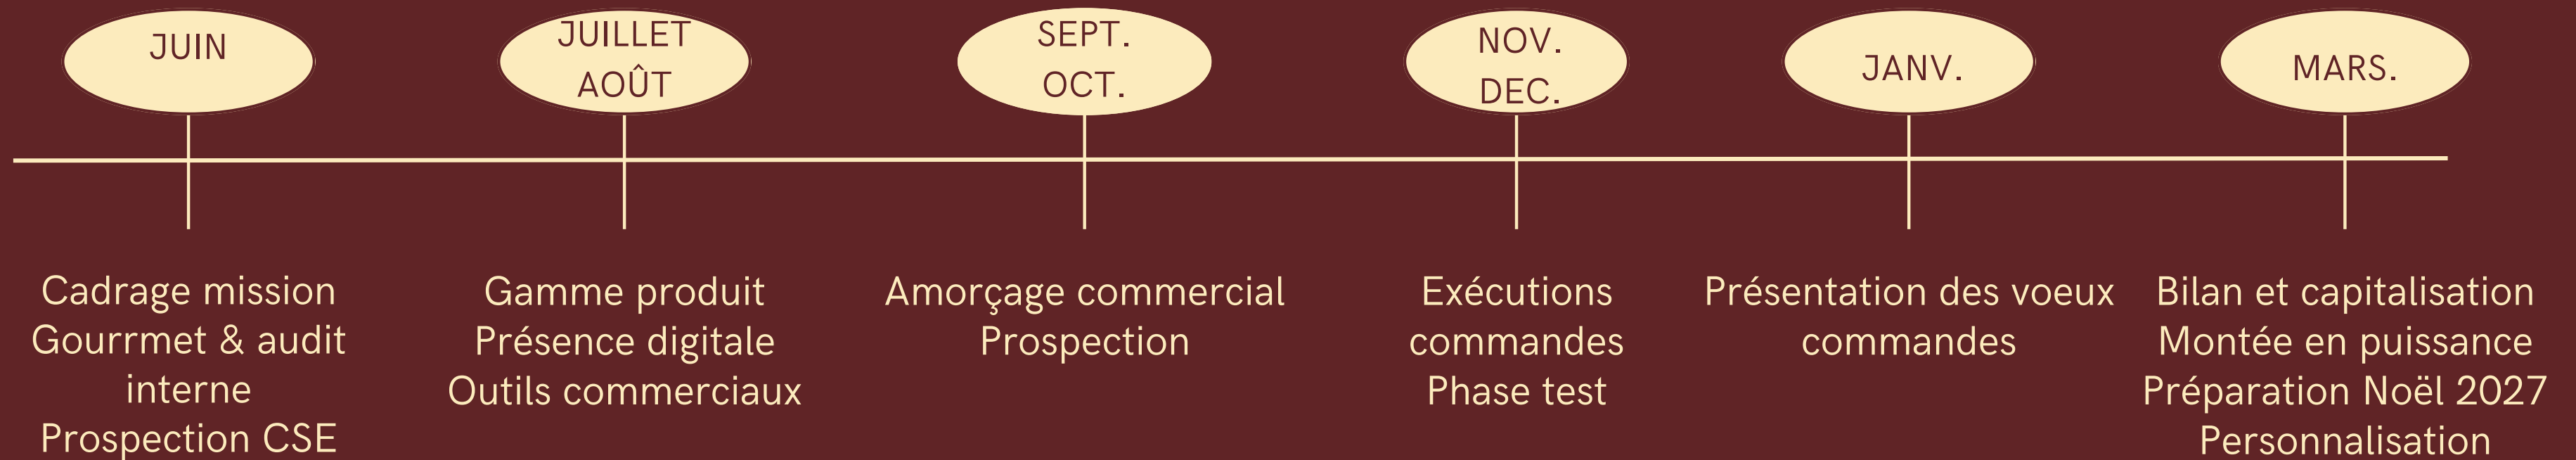 JUIN
Cadrage mission
Gourrmet & audit
interne
Prospection CSE
JUILLET
AOÛT
Gamme produit
Présence digitale
Outils commerciaux
SEPT.
OCT.
Amorçage commercial
Prospection
NOV.
DEC.
Exécutions
commandes
Phase test
JANV.
Présentation des voeux
commandes
MARS.
Bilan et capitalisation
Montée en puissance
Préparation Noël 2027
Personnalisation